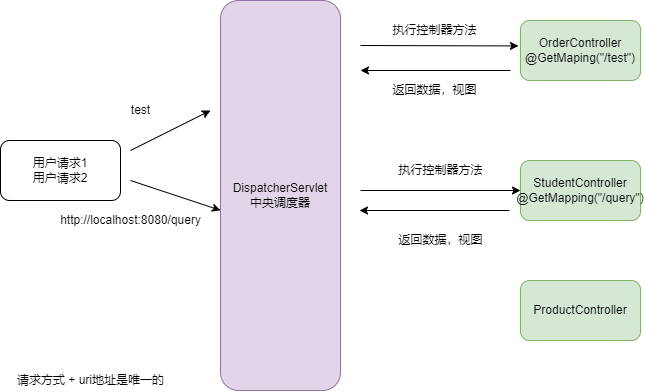 执行控制器方法
OrderController
@GetMaping("/test")
返回数据，视图
test
用户请求1
用户请求2
http://localhost:8080/query
DispatcherServlet
中央调度器
执行控制器方法
StudentController
@GetMapping("/query")
返回数据，视图
ProductController
请求方式 + uri地址是唯一的